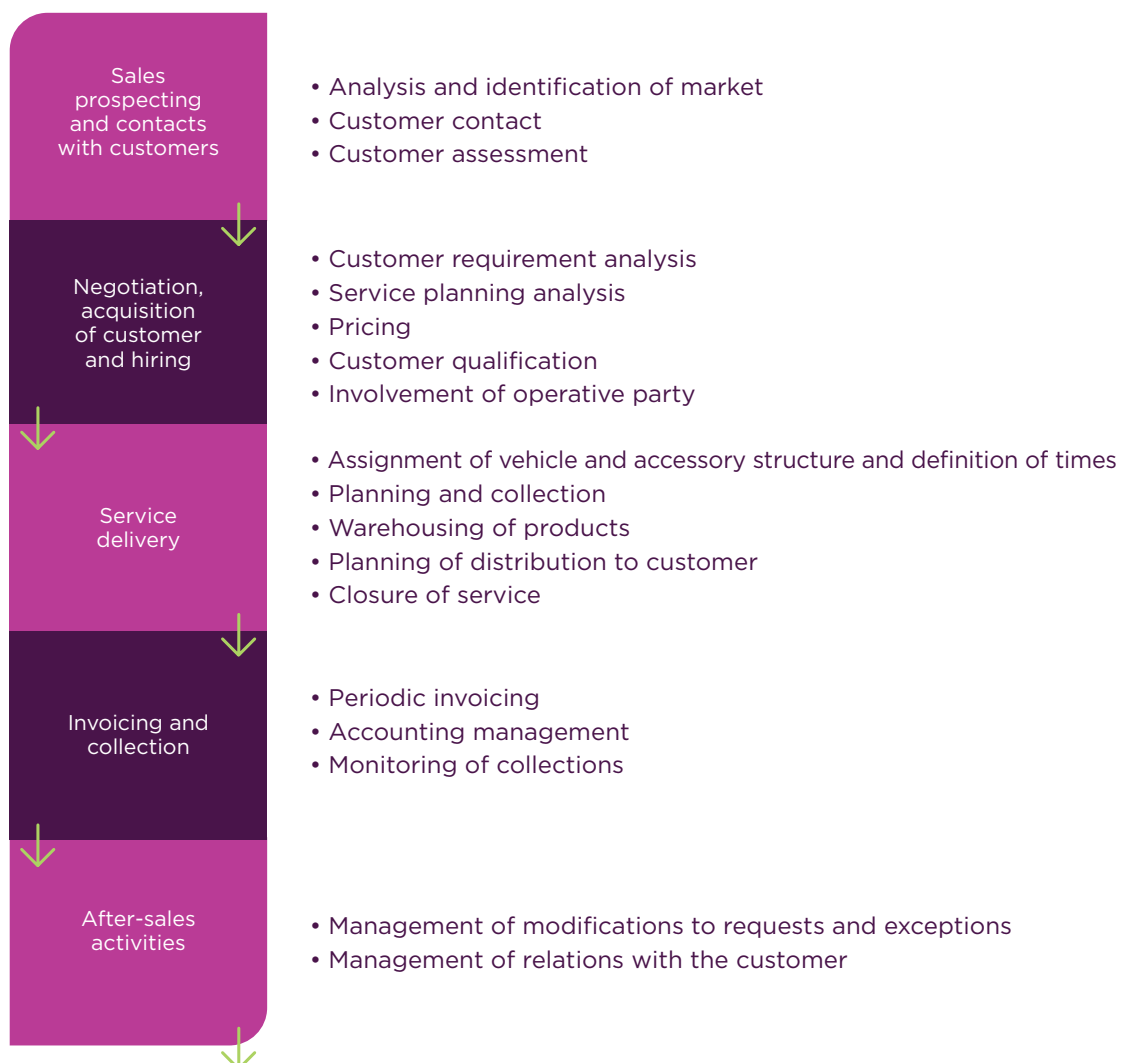 Sales
prospecting
and contacts
with customers
• Analysis and identification of market
• Customer contact
• Customer assessment
Negotiation,
acquisition
of customer
and hiring
• Customer requirement analysis
• Service planning analysis
• Pricing
• Customer qualification
• Involvement of operative party
Service
delivery
• Assignment of vehicle and accessory structure and definition of times
• Planning and collection
• Warehousing of products
• Planning of distribution to customer
• Closure of service
Invoicing and
collection
• Periodic invoicing
• Accounting management
• Monitoring of collections
After-sales
activities
• Management of modifications to requests and exceptions
• Management of relations with the customer